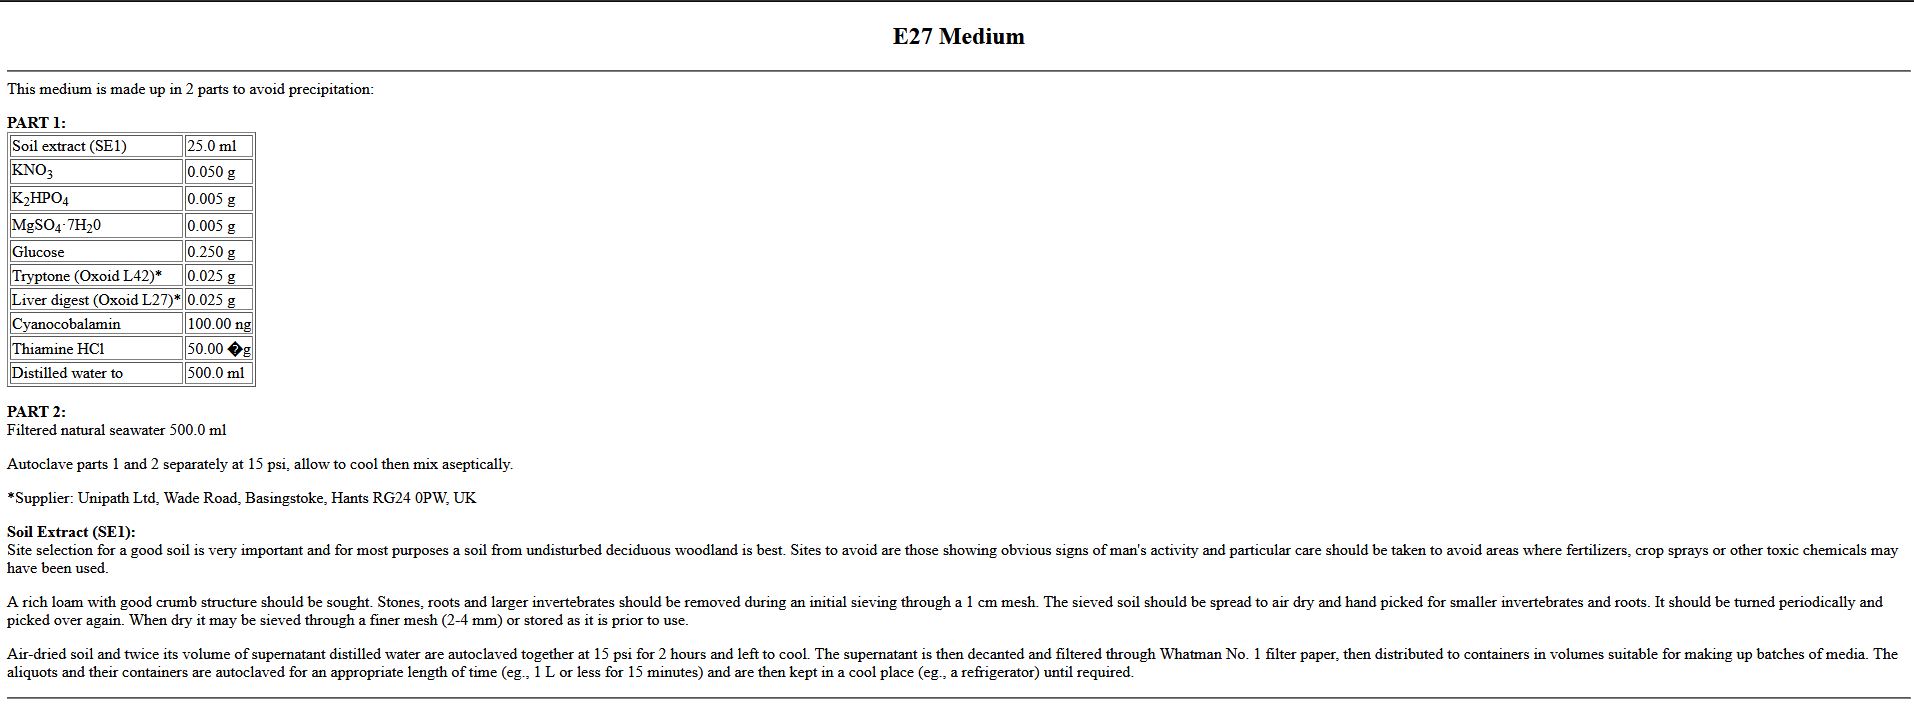 E27 Medium
This medium is made up in 2 parts to avoid precipitation:
PART 1:
Soil extract (SE1) 25.0 ml
KNO3 0.050 g
K2HPO4 0.005 g
MgSO4·7H20 0.005 g
Glucose 0.250 g
Tryptone (Oxoid L42)* 0.025 g
Liver digest (Oxoid L27)* 0.025 g
Cyanocobalamin 100.00 ng
Thiamine HCl 50.00 �g
Distilled water to 500.0 ml
PART 2:
Filtered natural seawater 500.0 ml
Autoclave parts 1 and 2 separately at 15 psi, allow to cool then mix aseptically.
*Supplier: Unipath Ltd, Wade Road, Basingstoke, Hants RG24 0PW, UK
Soil Extract (SE1):
Site selection for a good soil is very important and for most purposes a soil from undisturbed deciduous woodland is best. Sites to avoid are those showing obvious signs of man's activity and particular care should be taken to avoid areas where fertilizers, crop sprays or other toxic chemicals may
have been used.
A rich loam with good crumb structure should be sought. Stones, roots and larger invertebrates should be removed during an initial sieving through a 1 cm mesh. The sieved soil should be spread to air dry and hand picked for smaller invertebrates and roots. It should be turned periodically and
picked over again. When dry it may be sieved through a finer mesh (2-4 mm) or stored as it is prior to use.
Air-dried soil and twice its volume of supernatant distilled water are autoclaved together at 15 psi for 2 hours and left to cool. The supernatant is then decanted and filtered through Whatman No. 1 filter paper, then distributed to containers in volumes suitable for making up batches of media. The
aliquots and their containers are autoclaved for an appropriate length of time (eg., 1 L or less for 15 minutes) and are then kept in a cool place (eg., a refrigerator) until required.